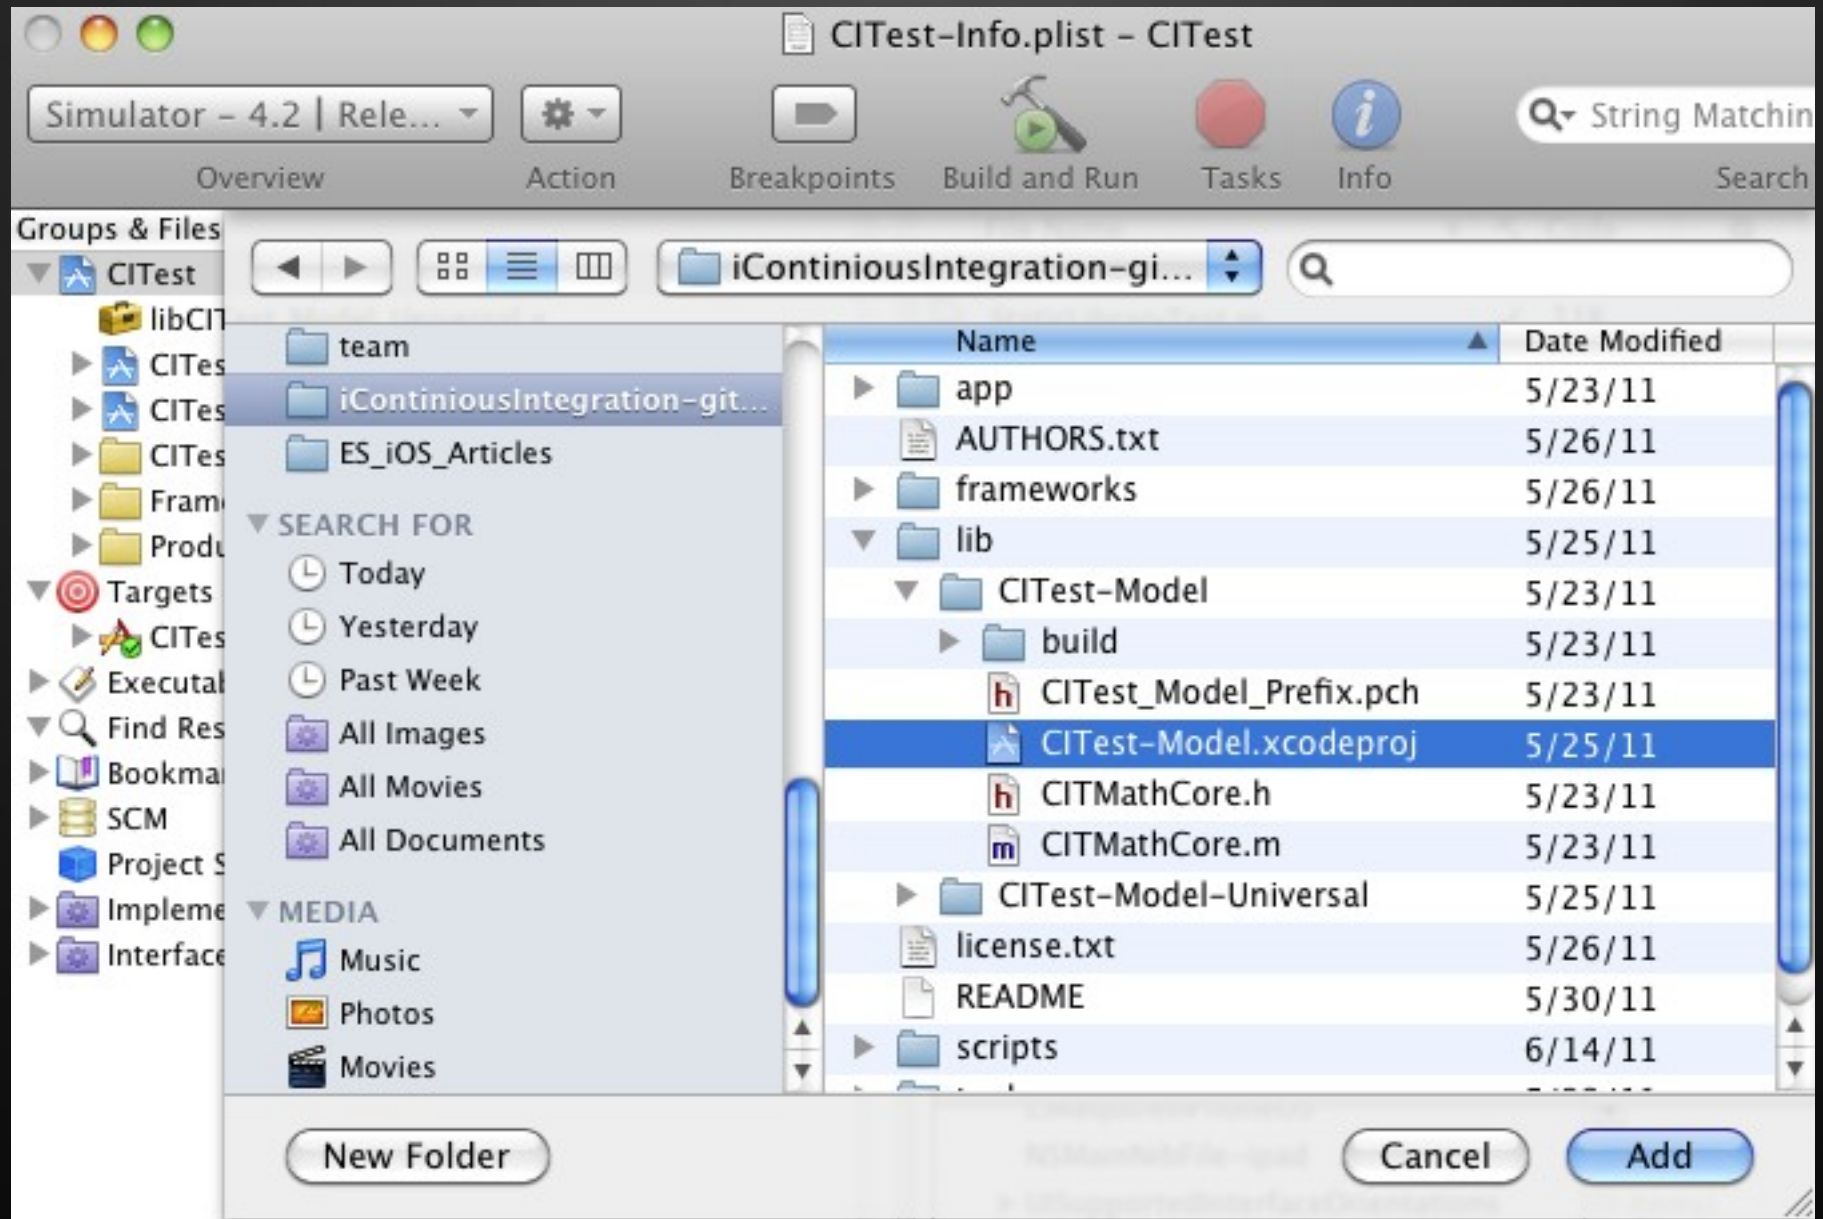 CITest-Info.plist – CITest
Simulator – 4.2 | Rele...
String Matchin
Overview
Action
Breakpoints
Build and Run
Tasks
Info
Search
Groups & Files
CITest
libCIT
CITes
CITes
CITes
Frame
Produ
Targets
CITes
Executa
Find Res
Bookma
SCM
Project S
Impleme
Interface
iContiniousIntegration-gi...
team
iContiniousIntegration-git...
ES_iOS_Articles
SEARCH FOR
Today
Yesterday
Past Week
All Images
All Movies
All Documents
MEDIA
Music
Photos
Movies
Name Date Modified
app 5/23/11
AUTHORS.txt 5/26/11
frameworks 5/26/11
lib 5/25/11
CITest-Model 5/23/11
build 5/23/11
CITest_Model_Prefix.pch 5/23/11
CITest-Model.xcodeproj 5/25/11
CITMathCore.h 5/23/11
CITMathCore.m 5/23/11
CITest-Model-Universal 5/25/11
license.txt 5/26/11
README 5/30/11
scripts 6/14/11
New Folder
Cancel
Add